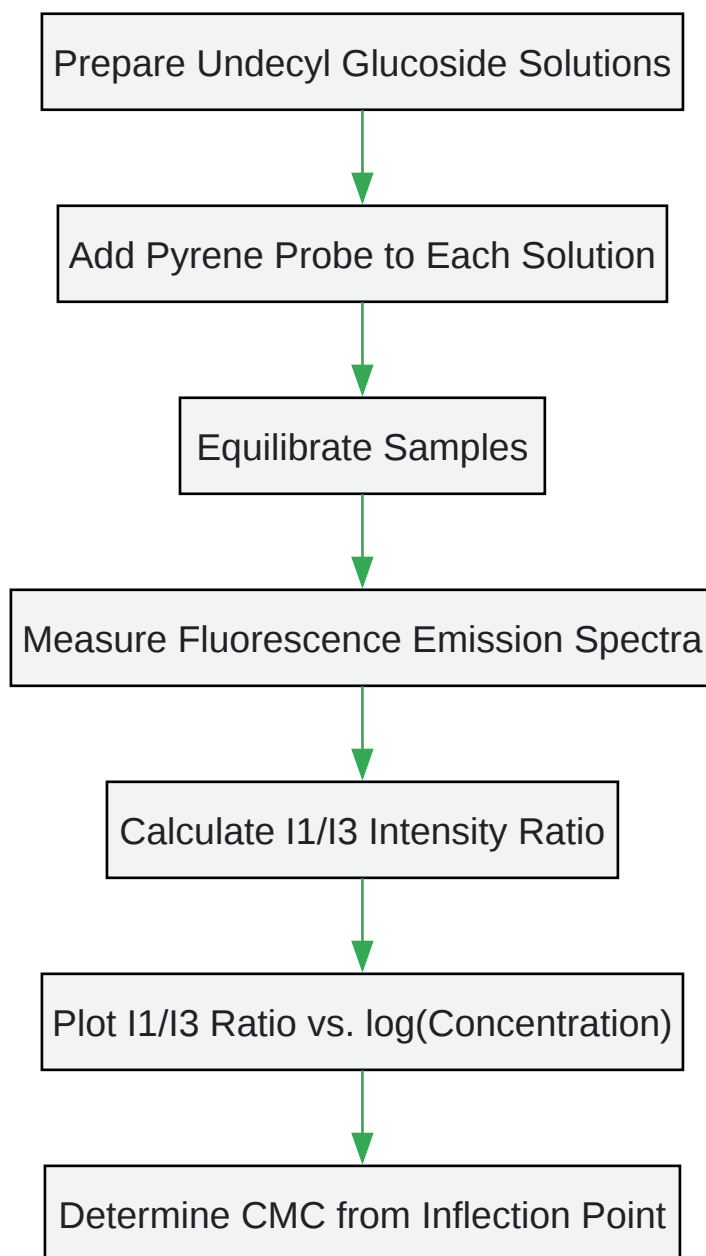 Prepare Undecyl Glucoside Solutions
Add Pyrene Probe to Each Solution
Equilibrate Samples
Measure Fluorescence Emission Spectra
Calculate I1/I3 Intensity Ratio
Plot I1/I3 Ratio vs. log(Concentration)
Determine CMC from Inflection Point